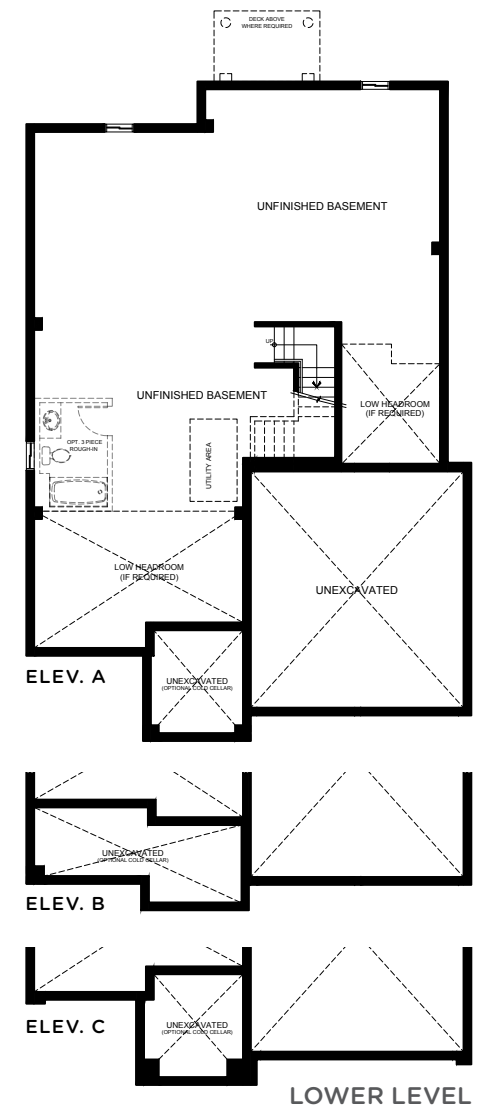 DECK ABOVE
WHERE REQUIRED
UNFINISHED BASEMENT
UP
UNFINISHED BASEMENT
LOW HEADROOM
(IF REQUIRED)
OPT. 3 PIECE
ROUGH-IN
UTILITY AREA
LOW HEADROOM
(IF REQUIRED)
UNEXCAVATED
ELEV. A
UNEXCAVATED
(OPTIONAL COLD CELLAR)
UNEXCAVATED
(OPTIONAL COLD CELLAR)
ELEV. B
ELEV. C
UNEXCAVATED
(OPTIONAL COLD CELLAR)
LOWER LEVEL